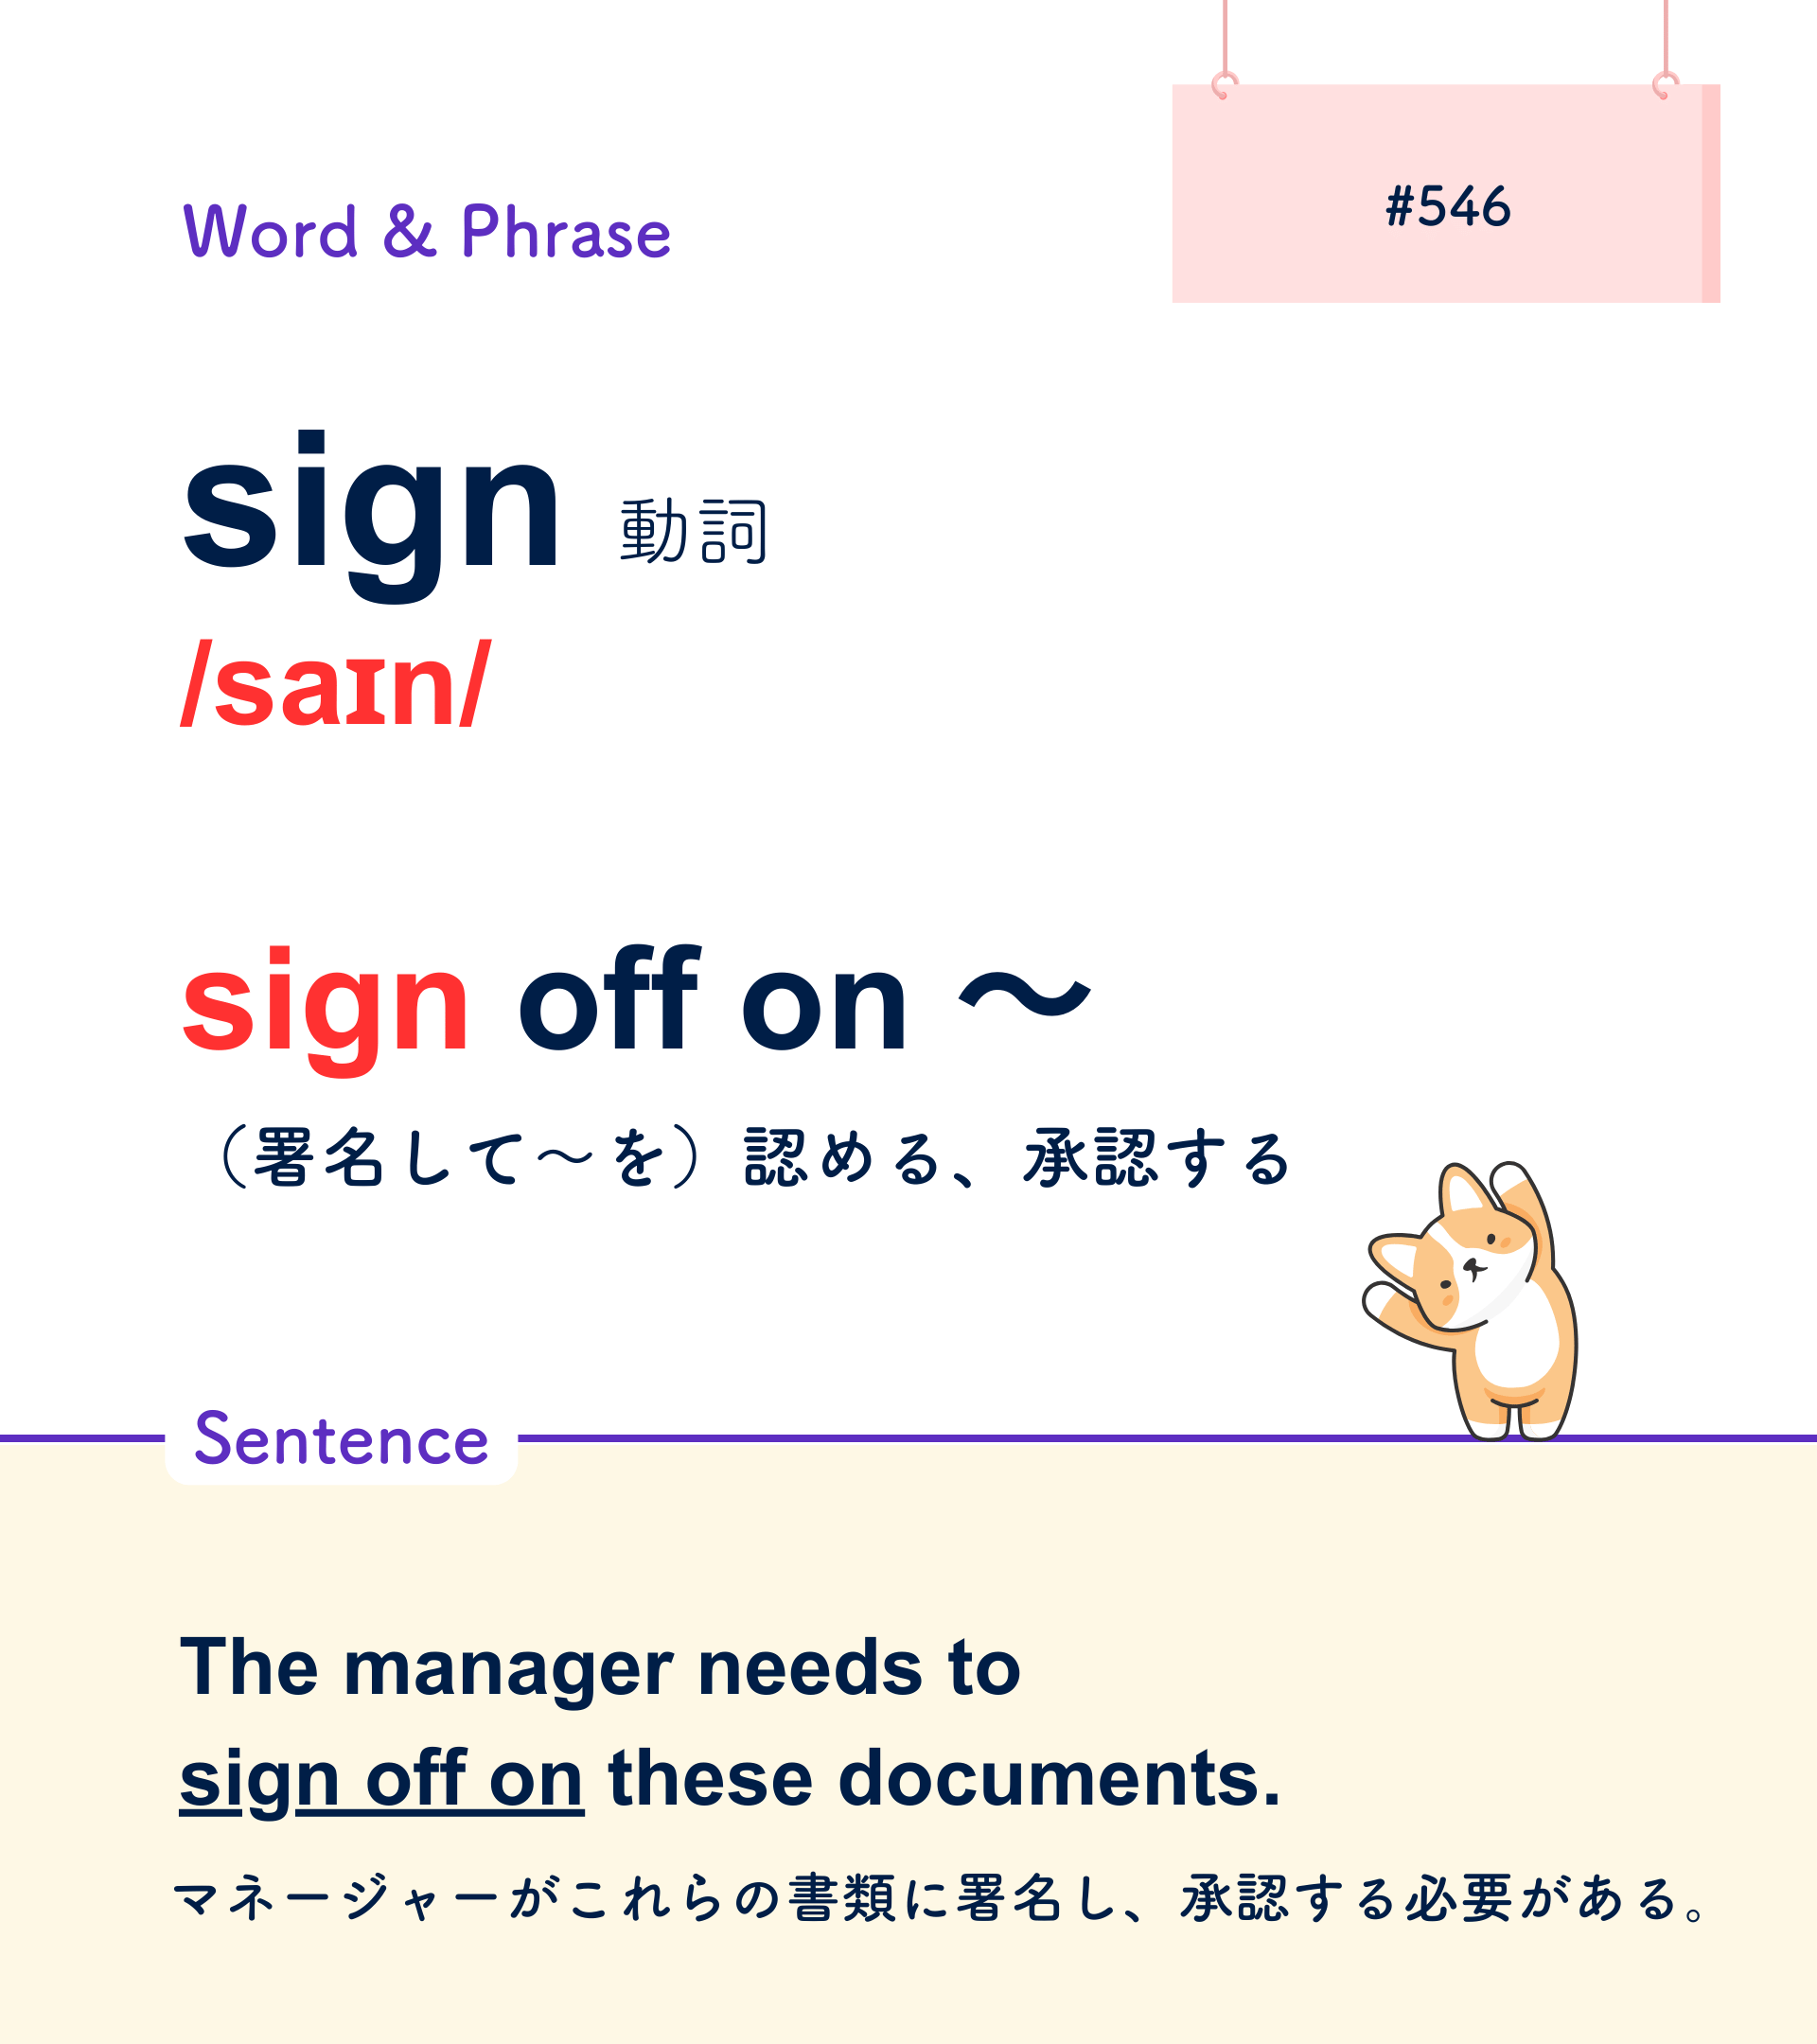 #546
Word & Phrase
sign 動詞
/saɪn/
sign off on 〜
（署名して〜を）認める、承認する
Sentence
The manager needs to
sign off on these documents.
マネージャーがこれらの書類に署名し、承認する必要がある。